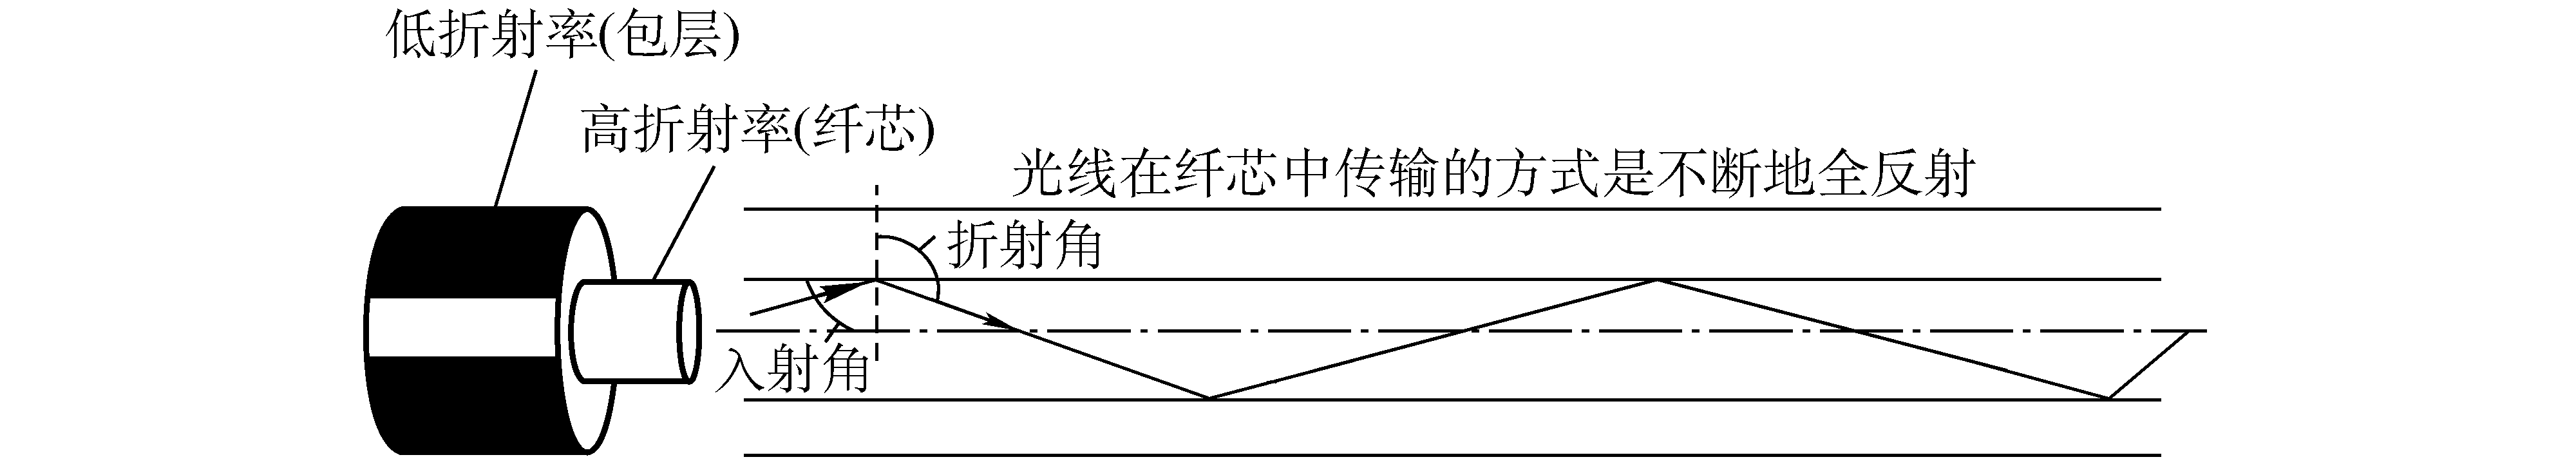 低折射率(包层)
高折射率(纤芯)
光线在纤芯中传输的方式是不断地全反射
折射角
入射角